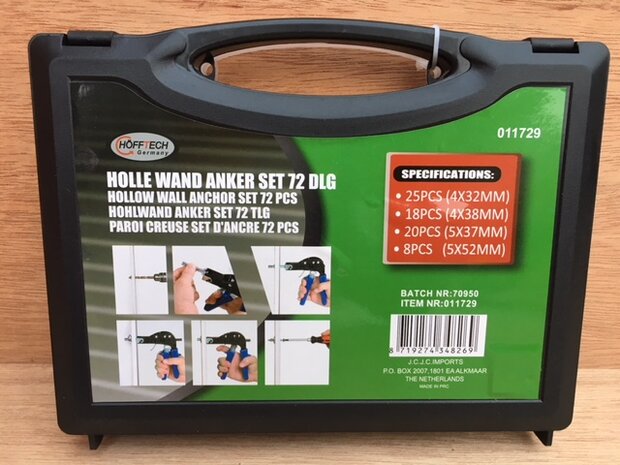 HÖFFTECH
Germany
011729
HOLLE WAND ANKER SET 72 DLG
HOLLOW WALL ANCHOR SET 72 PCS
HOHLWAND ANKER SET 72 TLG
PAROI CREUSE SET D'ANCRE 72 PCS
SPECIFICATIONS:
• 25PCS (4X32MM)
• 18PCS (4X38MM)
• 20PCS (5X37MM)
• 8PCS (5X52MM)
BATCH NR:70950
ITEM NR:011729
8 719274 348269
J.C.J.C.IMPORTS
P.O. BOX 2007,1801 EA ALKMAAR
THE NETHERLANDS
MADE IN PRC